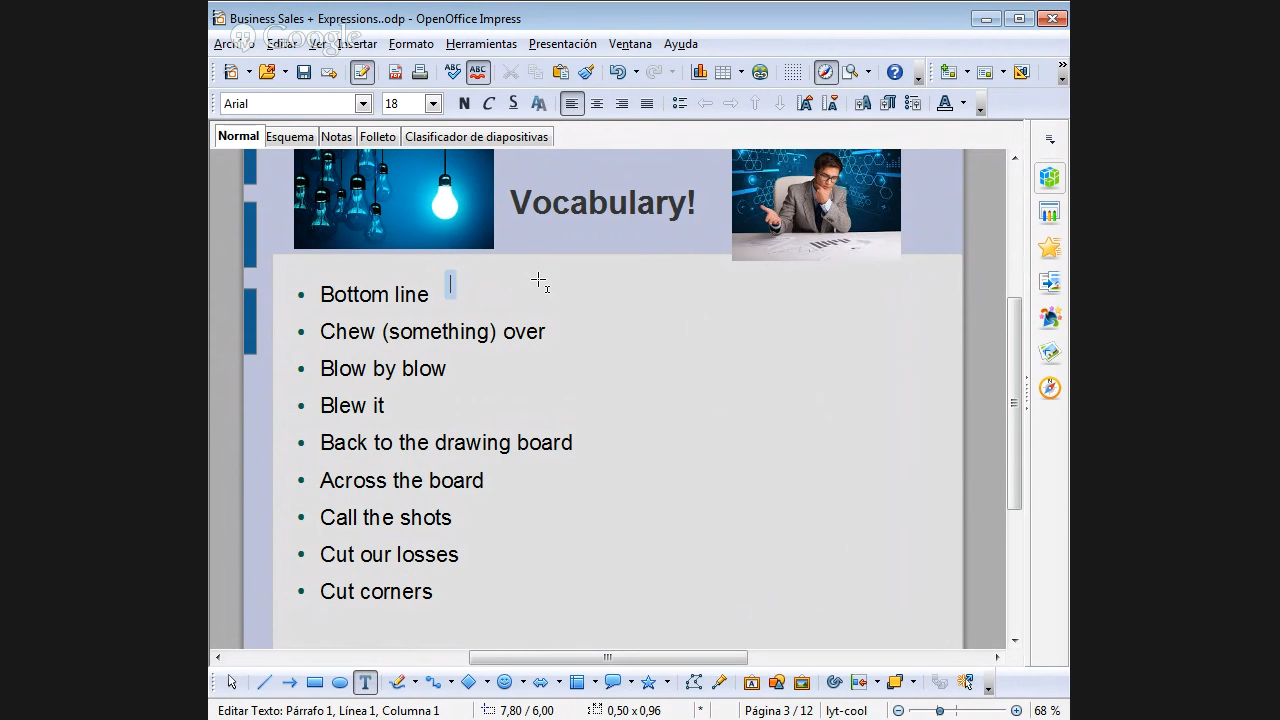 Business Sales + Expressions..odp - OpenOffice Impress
Google
Archivo Editar Ver Insertar Formato Herramientas Presentación Ventana Ayuda
Arial 18 N C S
Normal Esquema Notas Folleto Clasificador de diapositivas
Vocabulary!
• Bottom line
• Chew (something) over
• Blow by blow
• Blew it
• Back to the drawing board
• Across the board
• Call the shots
• Cut our losses
• Cut corners
Editar Texto: Párrafo 1, Línea 1, Columna 1 7,80 / 6,00 0,50 x 0,96 * Página 3 / 12 lyt-cool 68 %